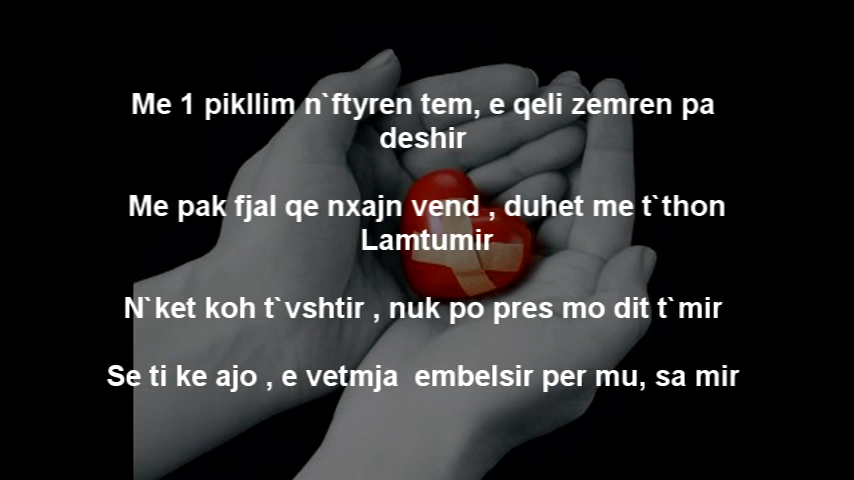 Me 1 pikllim n`ftyren tem, e qeli zemren pa
deshir
Me pak fjal qe nxajn vend , duhet me t`thon
Lamtumir
N`ket koh t`vshtir , nuk po pres mo dit t`mir
Se ti ke ajo , e vetmja  embelsir per mu, sa mir